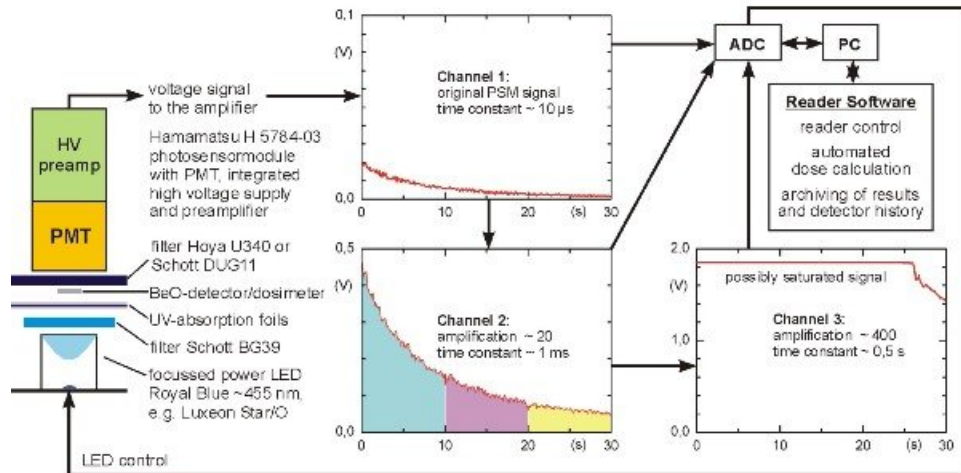 voltage signal
to the amplifier
HV
preamp
PMT
Hamamatsu H 5784-03
photosensormodule
with PMT, integrated
high voltage supply
and preamplifier
filter Hoya U340 or
Schott DUG11
BeO-detector/dosimeter
UV-absorption foils
filter Schott BG39
focussed power LED
Royal Blue ~455 nm,
e.g. Luxeon Star/O
LED control
0,1
(V)
0,0
Channel 1:
original PSM signal
time constant ~ 10 µs
0 10 20 (s) 30
0,5
(V)
0,0
Channel 2:
amplification ~ 20
time constant ~ 1 ms
0 10 20 (s) 30
ADC
PC
Reader Software
reader control
automated
dose calculation
archiving of results
and detector history
2.0
(V)
1.0
0,0
possibly saturated signal
Channel 3:
amplification ~ 400
time constant ~ 0,5 s
0 10 20 (s) 30